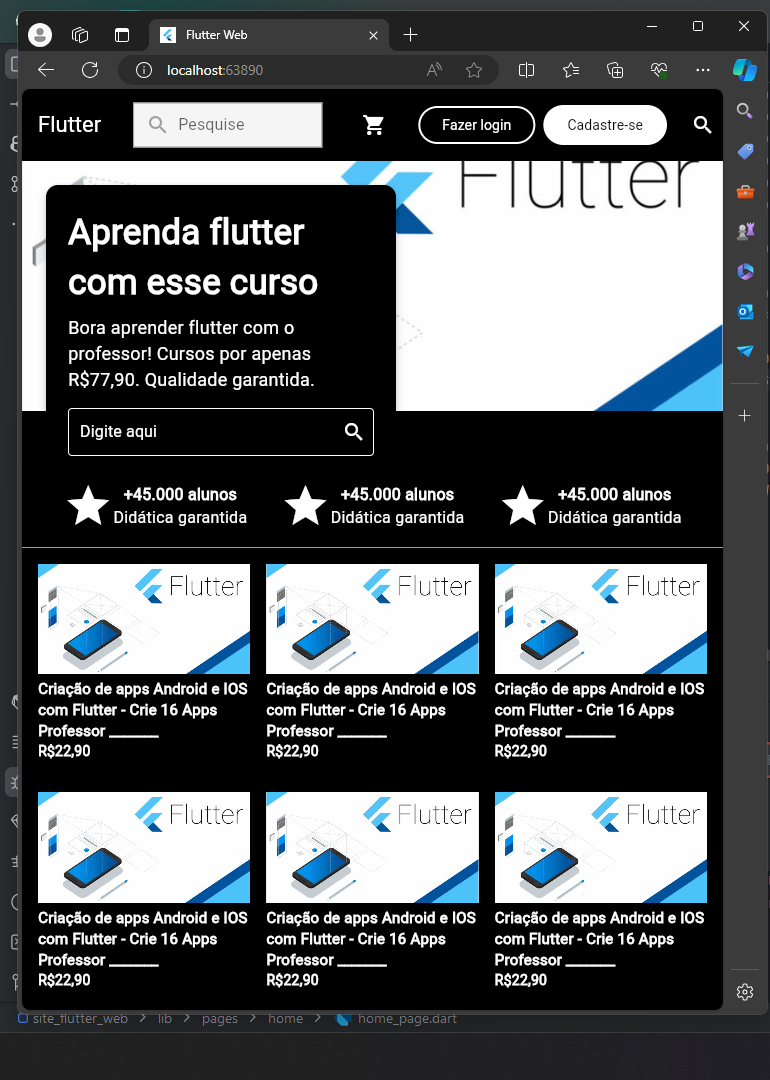 Flutter Web
localhost:63890
Flutter
Pesquise
Fazer login
Cadastre-se
Flutter
Aprenda flutter
com esse curso
Bora aprender flutter com o
professor! Cursos por apenas
R$77,90. Qualidade garantida.
Digite aqui
+45.000 alunos
Didática garantida
+45.000 alunos
Didática garantida
+45.000 alunos
Didática garantida
Flutter
Criação de apps Android e IOS
com Flutter - Crie 16 Apps
Professor _______
R$22,90
Flutter
Criação de apps Android e IOS
com Flutter - Crie 16 Apps
Professor _______
R$22,90
Flutter
Criação de apps Android e IOS
com Flutter - Crie 16 Apps
Professor _______
R$22,90
Flutter
Criação de apps Android e IOS
com Flutter - Crie 16 Apps
Professor _______
R$22,90
Flutter
Criação de apps Android e IOS
com Flutter - Crie 16 Apps
Professor _______
R$22,90
Flutter
Criação de apps Android e IOS
com Flutter - Crie 16 Apps
Professor _______
R$22,90
site_flutter_web > lib > pages > home > home_page.dart